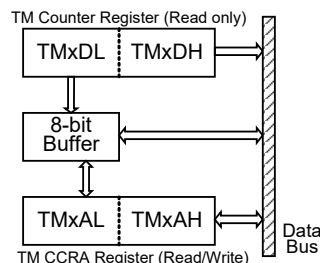 TM Counter Register (Read only)
TMxDL TMxDH
8-bit
Buffer
TMxAL TMxAH
TM CCRA Register (Read/Write)
Data
Bus